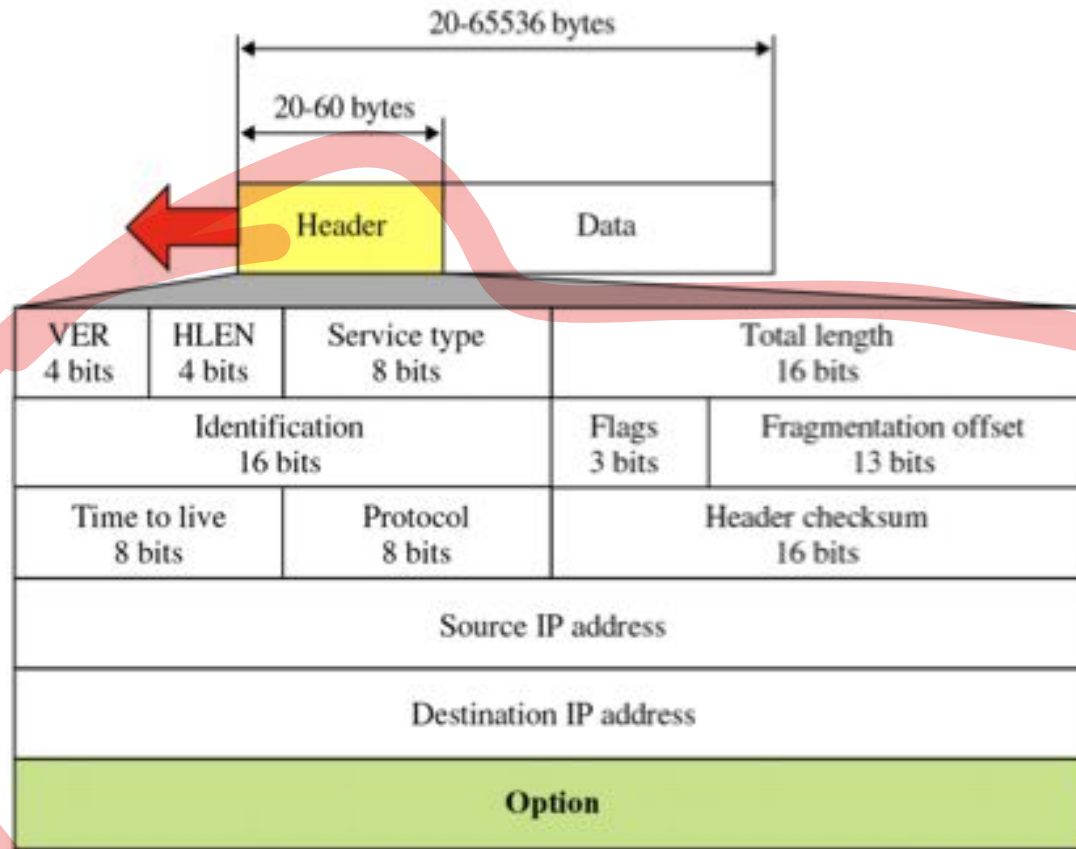 20-65536 bytes
20-60 bytes
Header
Data
VER
4 bits
HLEN
4 bits
Service type
8 bits
Total length
16 bits
Identification
16 bits
Flags
3 bits
Fragmentation offset
13 bits
Time to live
8 bits
Protocol
8 bits
Header checksum
16 bits
Source IP address
Destination IP address
Option